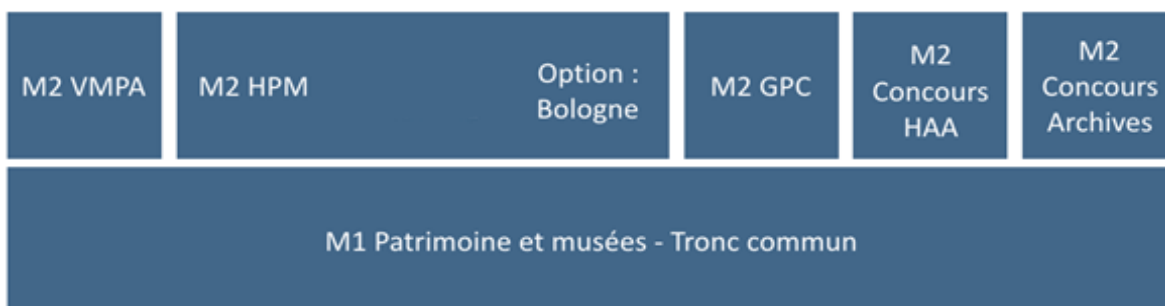 M2 VMPA
M2 HPM
Option :
Bologne
M2 GPC
M2
Concours
HAA
M2
Concours
Archives
M1 Patrimoine et musées - Tronc commun